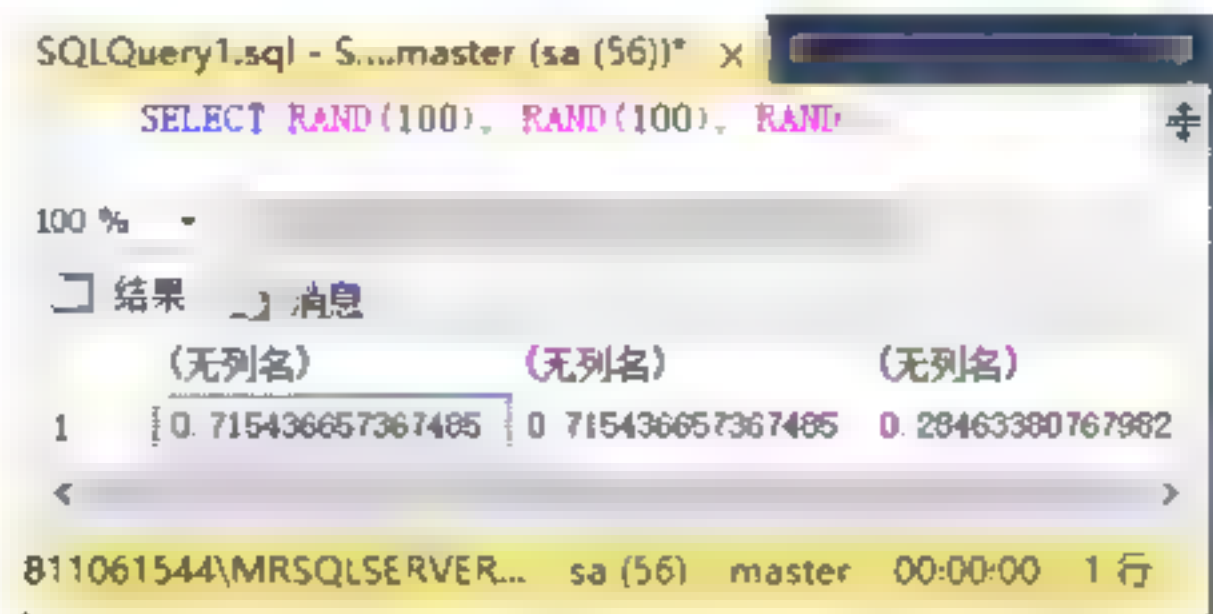 SQLQuery1.sql - S....master (sa (56))* ×
SELECT RAND(100), RAND(100), RAND
100 %
结果 消息
(无列名) (无列名) (无列名)
1 0.715436657367485 0.715436657367485 0.28463380767982
811061544\MRSQLSERVER... sa (56) master 00:00:00 1 行